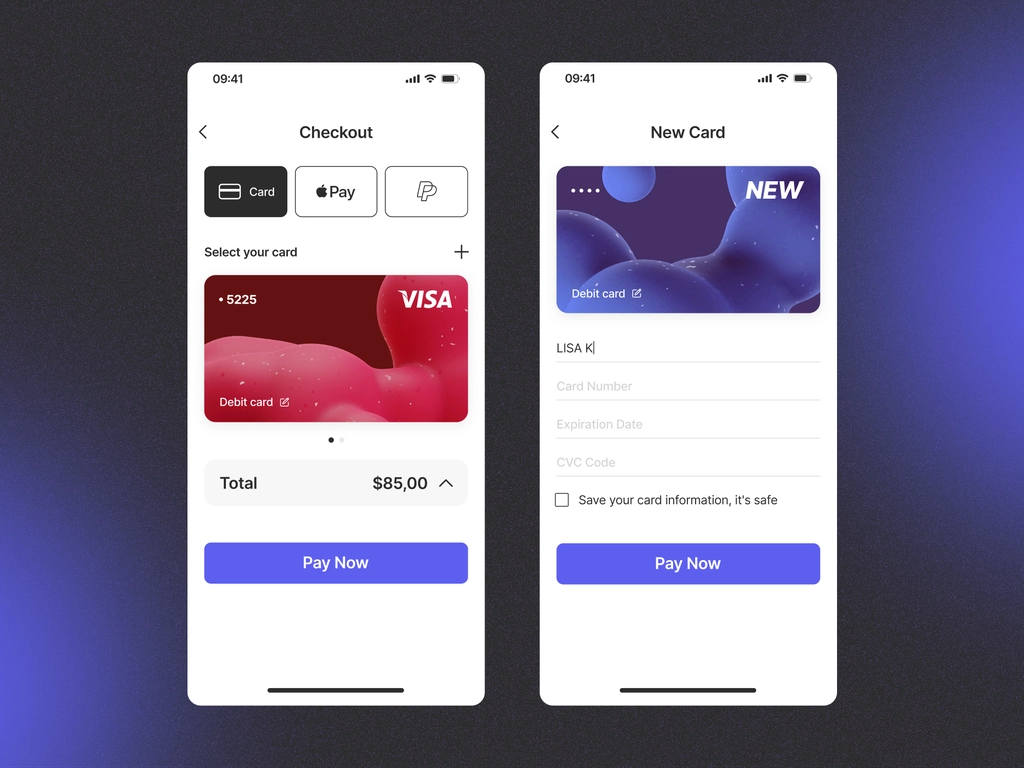 09:41
Checkout
Card
Pay
Select your card
• 5225
VISA
Debit card
Total
$85,00
Pay Now
09:41
New Card
••••
NEW
Debit card
LISA K
Card Number
Expiration Date
CVC Code
Save your card information, it's safe
Pay Now